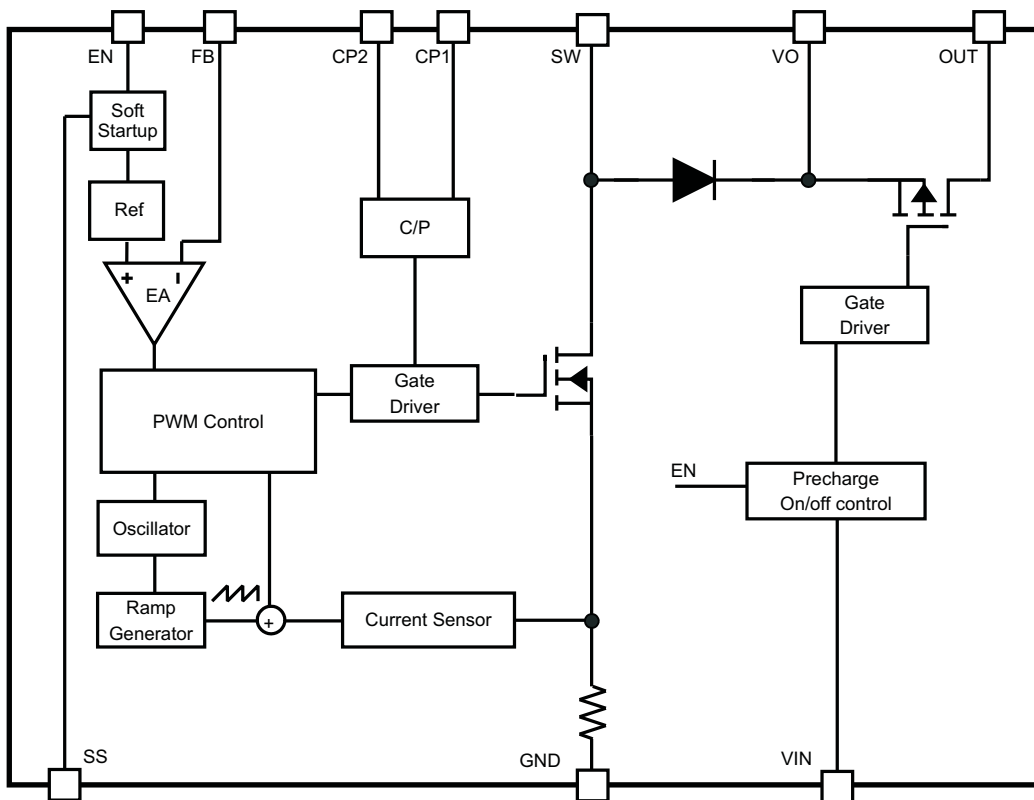 EN
FB
CP2
CP1
SW
VO
OUT
Soft
Startup
Ref
C/P
+
−
EA
Gate
Driver
PWM Control
Gate
Driver
EN
Precharge
On/off control
Oscillator
Ramp
Generator
+
Current Sensor
SS
GND
VIN